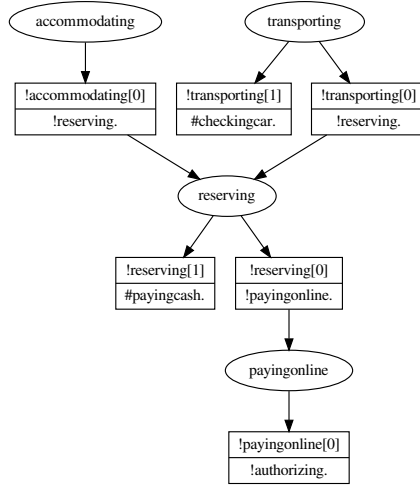 accommodating
transporting
!accommodating[0]
!reserving.
!transporting[1]
#checkingcar.
!transporting[0]
!reserving.
reserving
!reserving[1]
#payingcash.
!reserving[0]
!payingonline.
payingonline
!payingonline[0]
!authorizing.